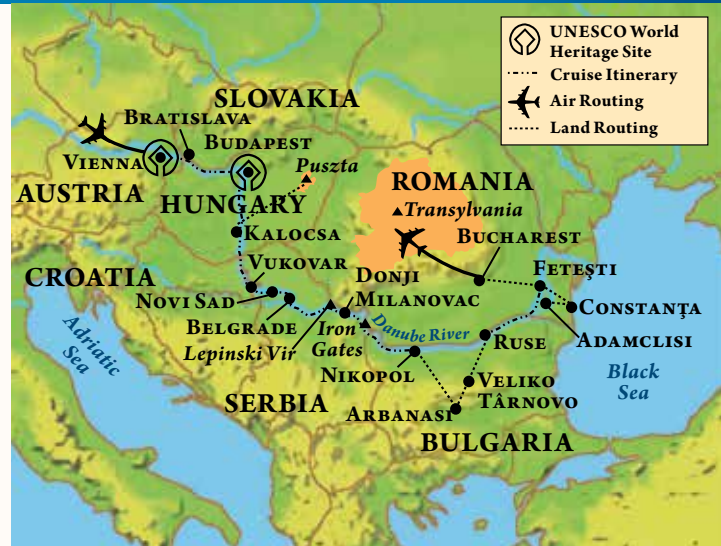 UNESCO World
Heritage Site
Cruise Itinerary
Air Routing
Land Routing
SLOVAKIA
BRATISLAVA
BUDAPEST
VIENNA
Puszta
AUSTRIA
HUNGARY
ROMANIA
Transylvania
KALOCSA
BUCHAREST
CROATIA
VUKOVAR
DONJI
MILANOVAC
FETEŞTI
NOVI SAD
CONSTANŢA
BELGRADE
Iron
Gates
Danube River
ADAMCLISI
Lepinski Vir
RUSE
Adriatic
Sea
Black
Sea
NIKOPOL
VELIKO
TÂRNOVO
SERBIA
ARBANASI
BULGARIA